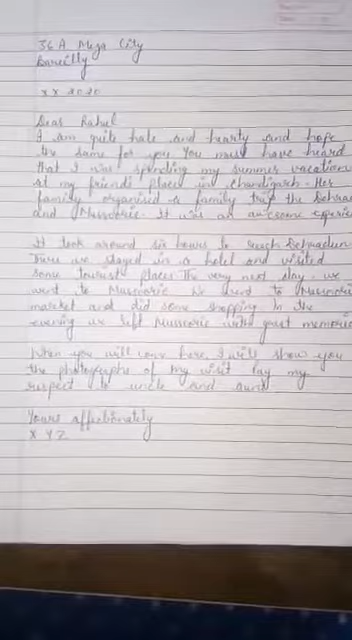 36 A Mega City
Bareilly
xx 2020
Dear Rahul
I am quite hale and hearty and hope
the same for you. You must have heard
that I was spending my summer vacation
at my friends place in Chandigarh. Her
family organised a family trip the Dehradu
and Mussoorie. It was an awesome experien
It took around six hours to reach Dehradun
There we stayed in a hotel and visited
some tourist places. The very next day we
went to Mussoorie We went to Mussoorie
market and did some shopping In the
evening we left Mussoorie with great memories
When you will come here, I will show you
the photographs of my visit Pay my
respect to uncle and aunt
Yours affectionately
X Y Z